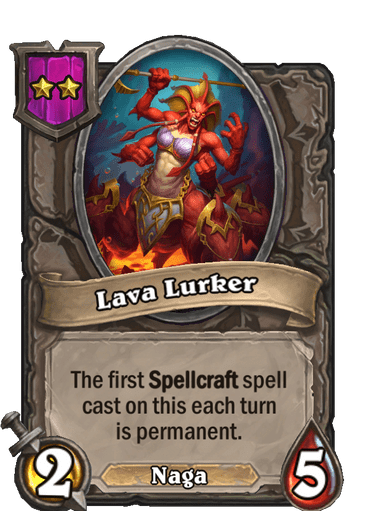 Lava Lurker
The first Spellcraft spell
cast on this each turn
is permanent.
2
Naga
5